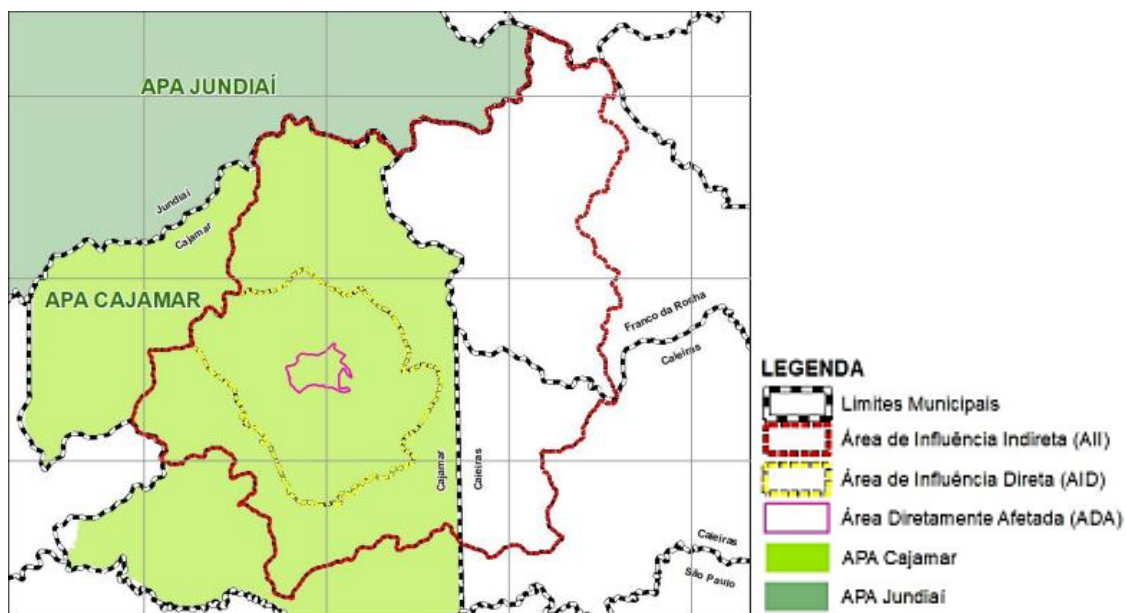 APA JUNDIAÍ
Jundiaí
Cajamar
APA CAJAMAR
Franco da Rocha
Caieiras
Cajamar
Caieiras
Caieiras
São Paulo
LEGENDA
Limites Municipais
Área de Influência Indireta (AII)
Área de Influência Direta (AID)
Área Diretamente Afetada (ADA)
APA Cajamar
APA Jundiaí